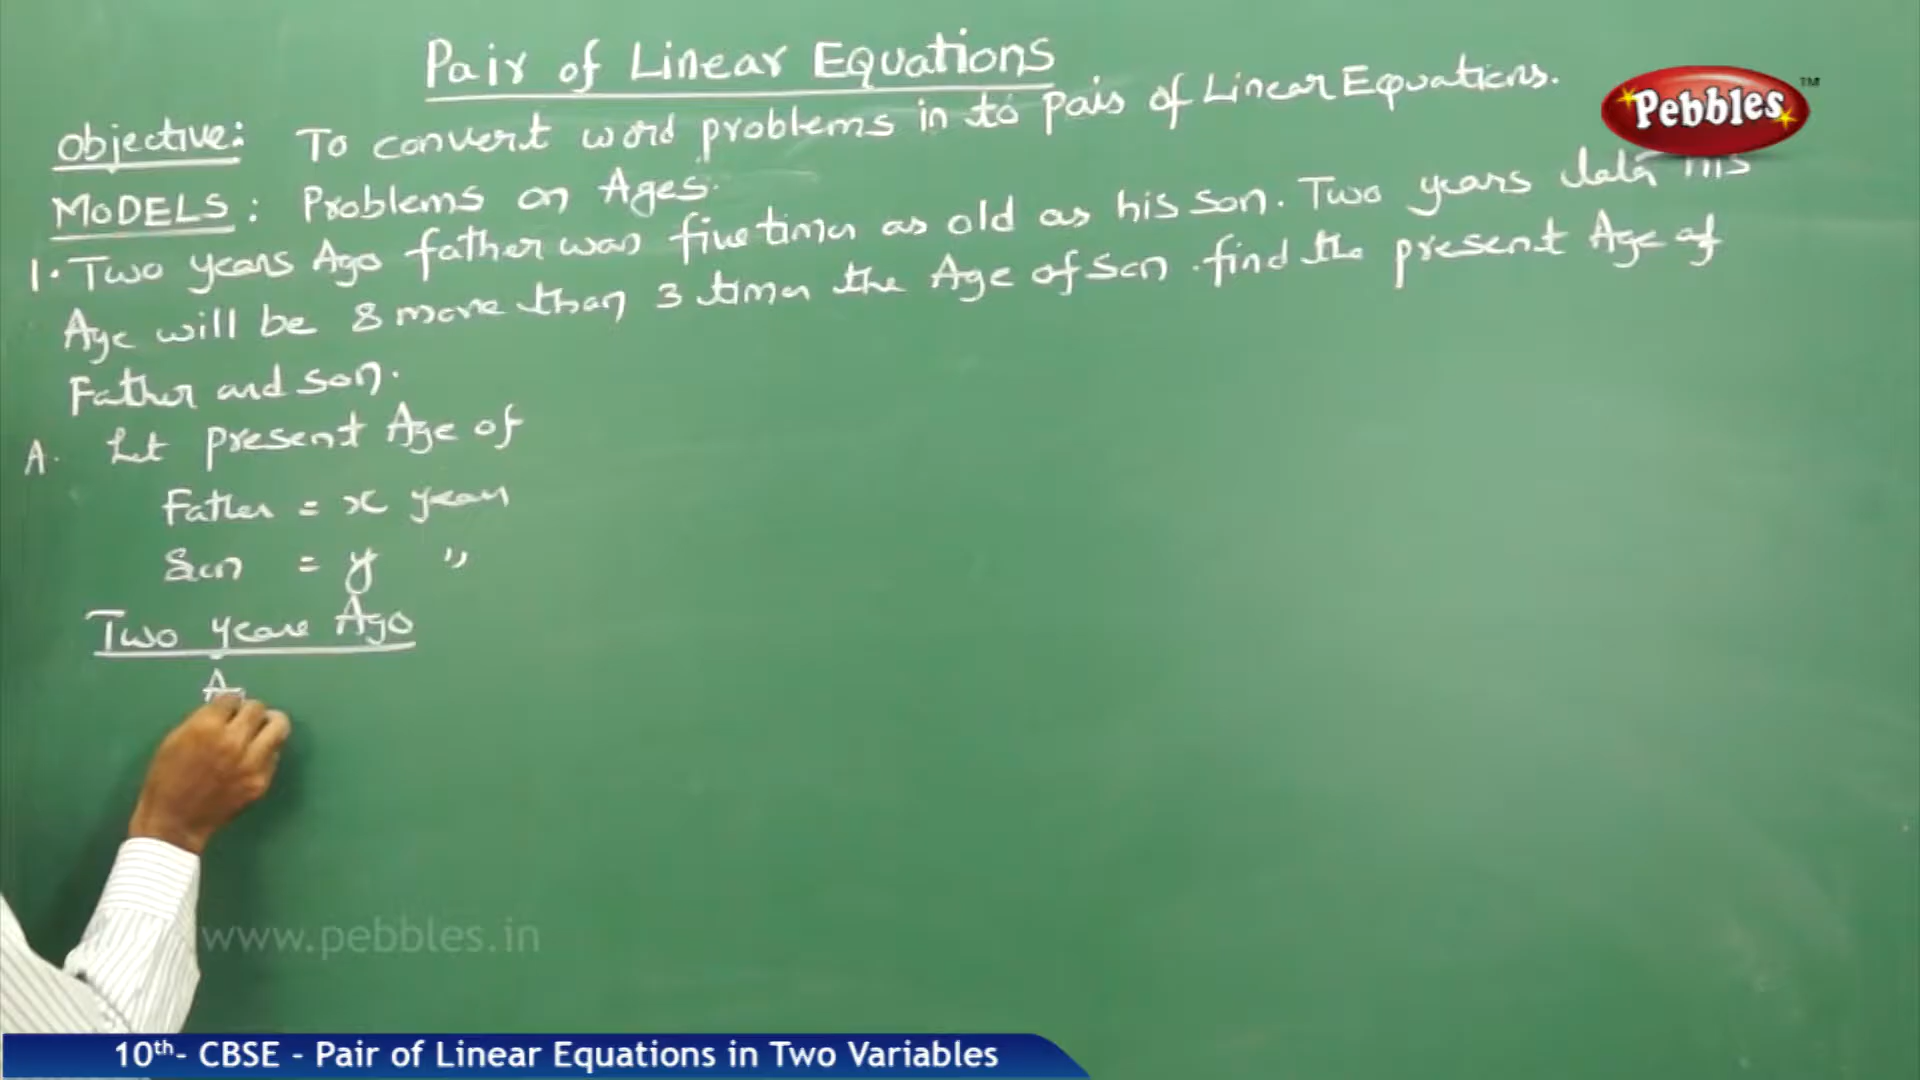 Pair of Linear Equations
Pebbles™
Objective: To convert word problems in to pais of Linear Equations.
MODELS: Problems on Ages.
1. Two years Ago father was five times as old as his son. Two years later his
Age will be 8 more than 3 times the Age of Son. find the present Age of
Father and son.
A. Let present Age of
Father = x years
Son = y "
Two years Ago
A
www.pebbles.in
10th- CBSE - Pair of Linear Equations in Two Variables